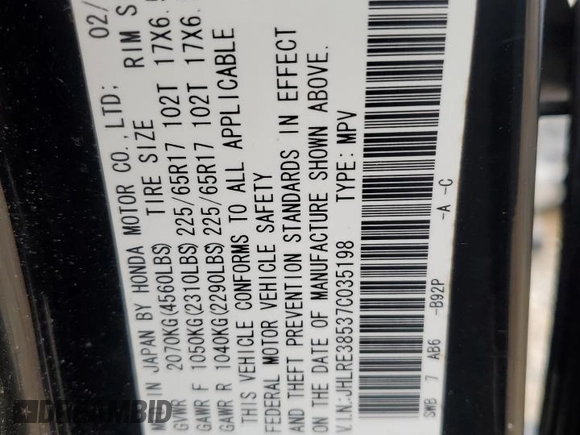 IN JAPAN BY HONDA MOTOR CO.,LTD: 02/
GVWR 2070KG(4560LBS) TIRE SIZE RIM S
GAWR F 1050KG(2310LBS) 225/65R17 102T 17X6.5
GAWR R 1040KG(2290LBS) 225/65R17 102T 17X6.
THIS VEHICLE CONFORMS TO ALL APPLICABLE
FEDERAL MOTOR VEHICLE SAFETY
AND THEFT PREVENTION STANDARDS IN EFFECT
ON THE DATE OF MANUFACTURE SHOWN ABOVE.
V.I.N.:JHLRE38537C035198 TYPE: MPV
SWB 7 AB6 -B92P -A -C
DREAMBID